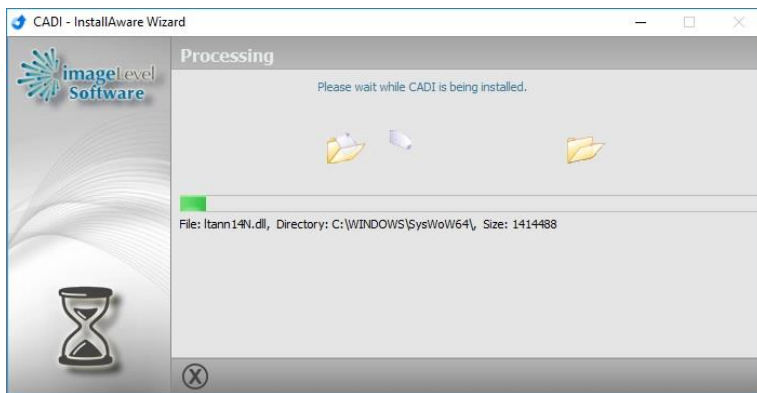 CADI - InstallAware Wizard
imageLevel
Software
Processing
Please wait while CADI is being installed.
File: ltann14N.dll, Directory: C:\WINDOWS\SysWoW64\, Size: 1414488
X